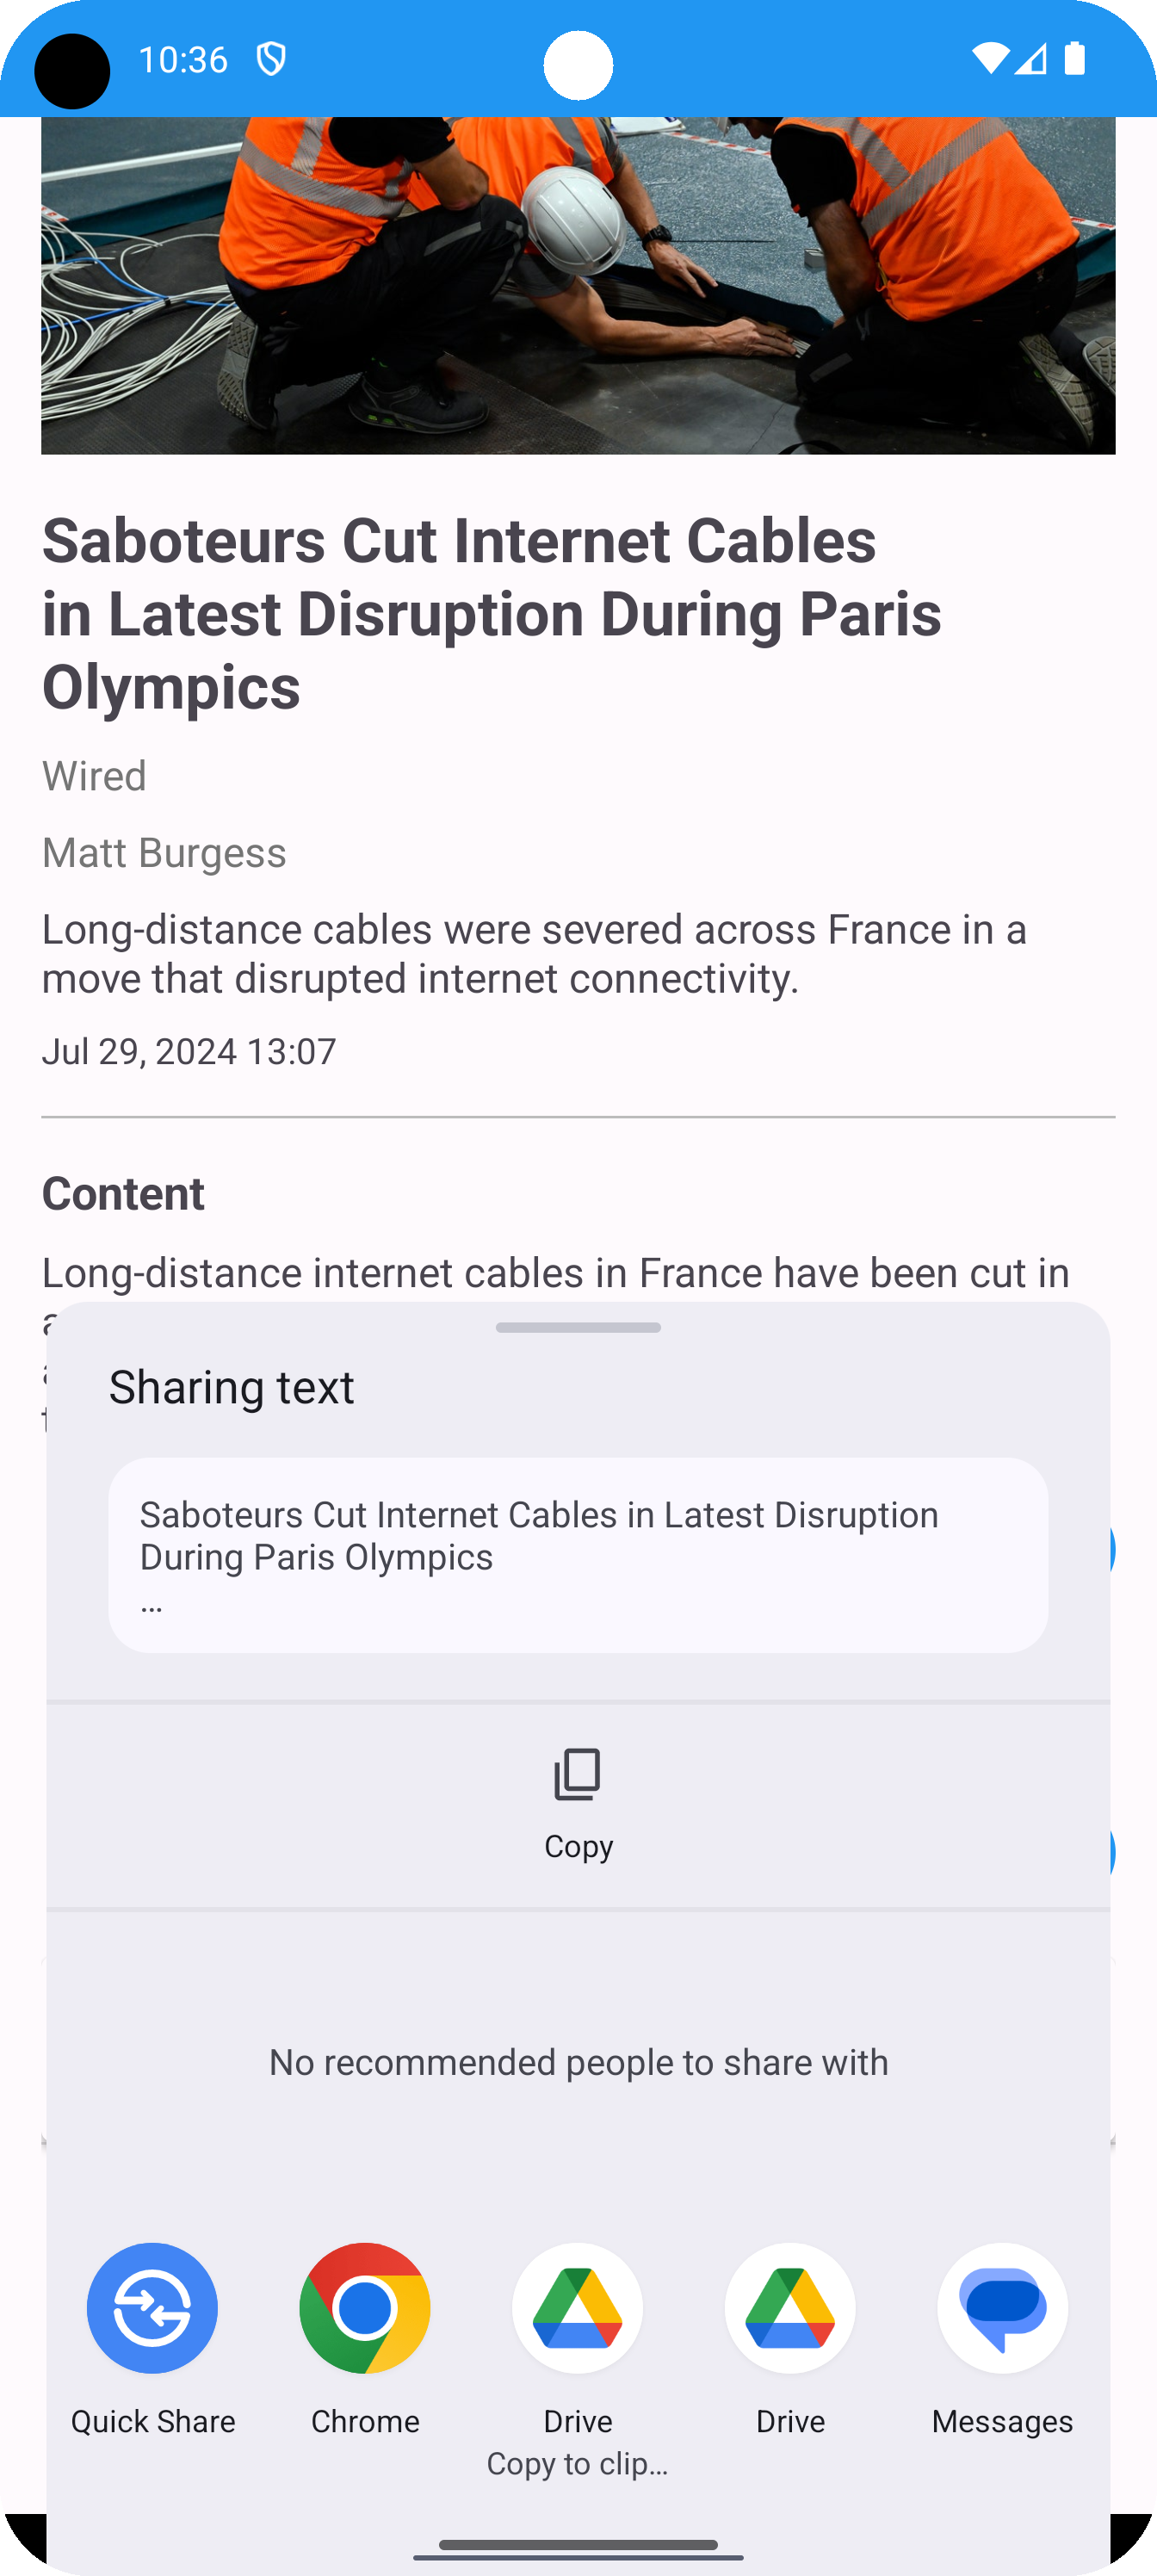 10:36
Saboteurs Cut Internet Cables
in Latest Disruption During Paris
Olympics
Wired
Matt Burgess
Long-distance cables were severed across France in a
move that disrupted internet connectivity.
Jul 29, 2024 13:07
Content
Long-distance internet cables in France have been cut in
Sharing text
Saboteurs Cut Internet Cables in Latest Disruption
During Paris Olympics
...
Copy
No recommended people to share with
Quick Share
Chrome
Drive
Copy to clip...
Drive
Messages